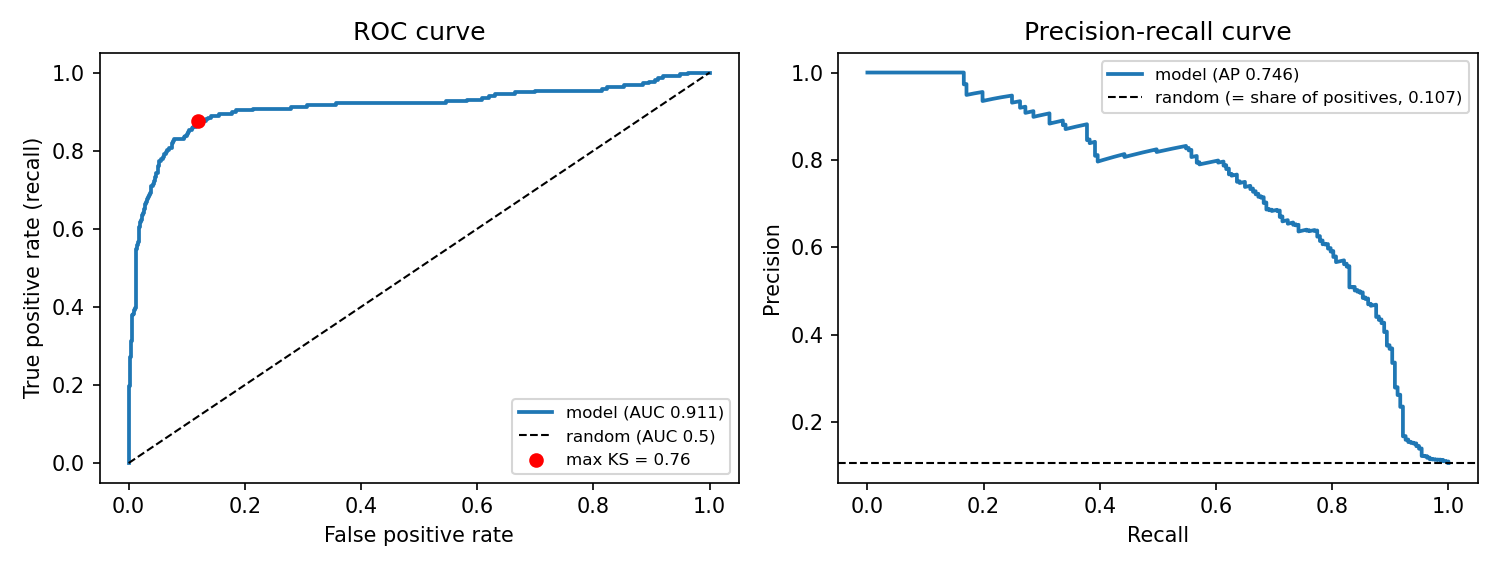 ROC curve
True positive rate (recall)
1.0
0.8
0.6
0.4
0.2
0.0
model (AUC 0.911)
random (AUC 0.5)
max KS = 0.76
0.0 0.2 0.4 0.6 0.8 1.0
False positive rate
Precision-recall curve
Precision
1.0
0.8
0.6
0.4
0.2
model (AP 0.746)
random (= share of positives, 0.107)
0.0 0.2 0.4 0.6 0.8 1.0
Recall